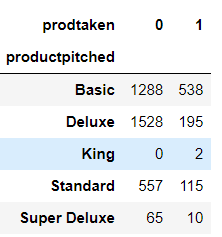 prodtaken 0 1
productpitched
Basic 1288 538
Deluxe 1528 195
King 0 2
Standard 557 115
Super Deluxe 65 10